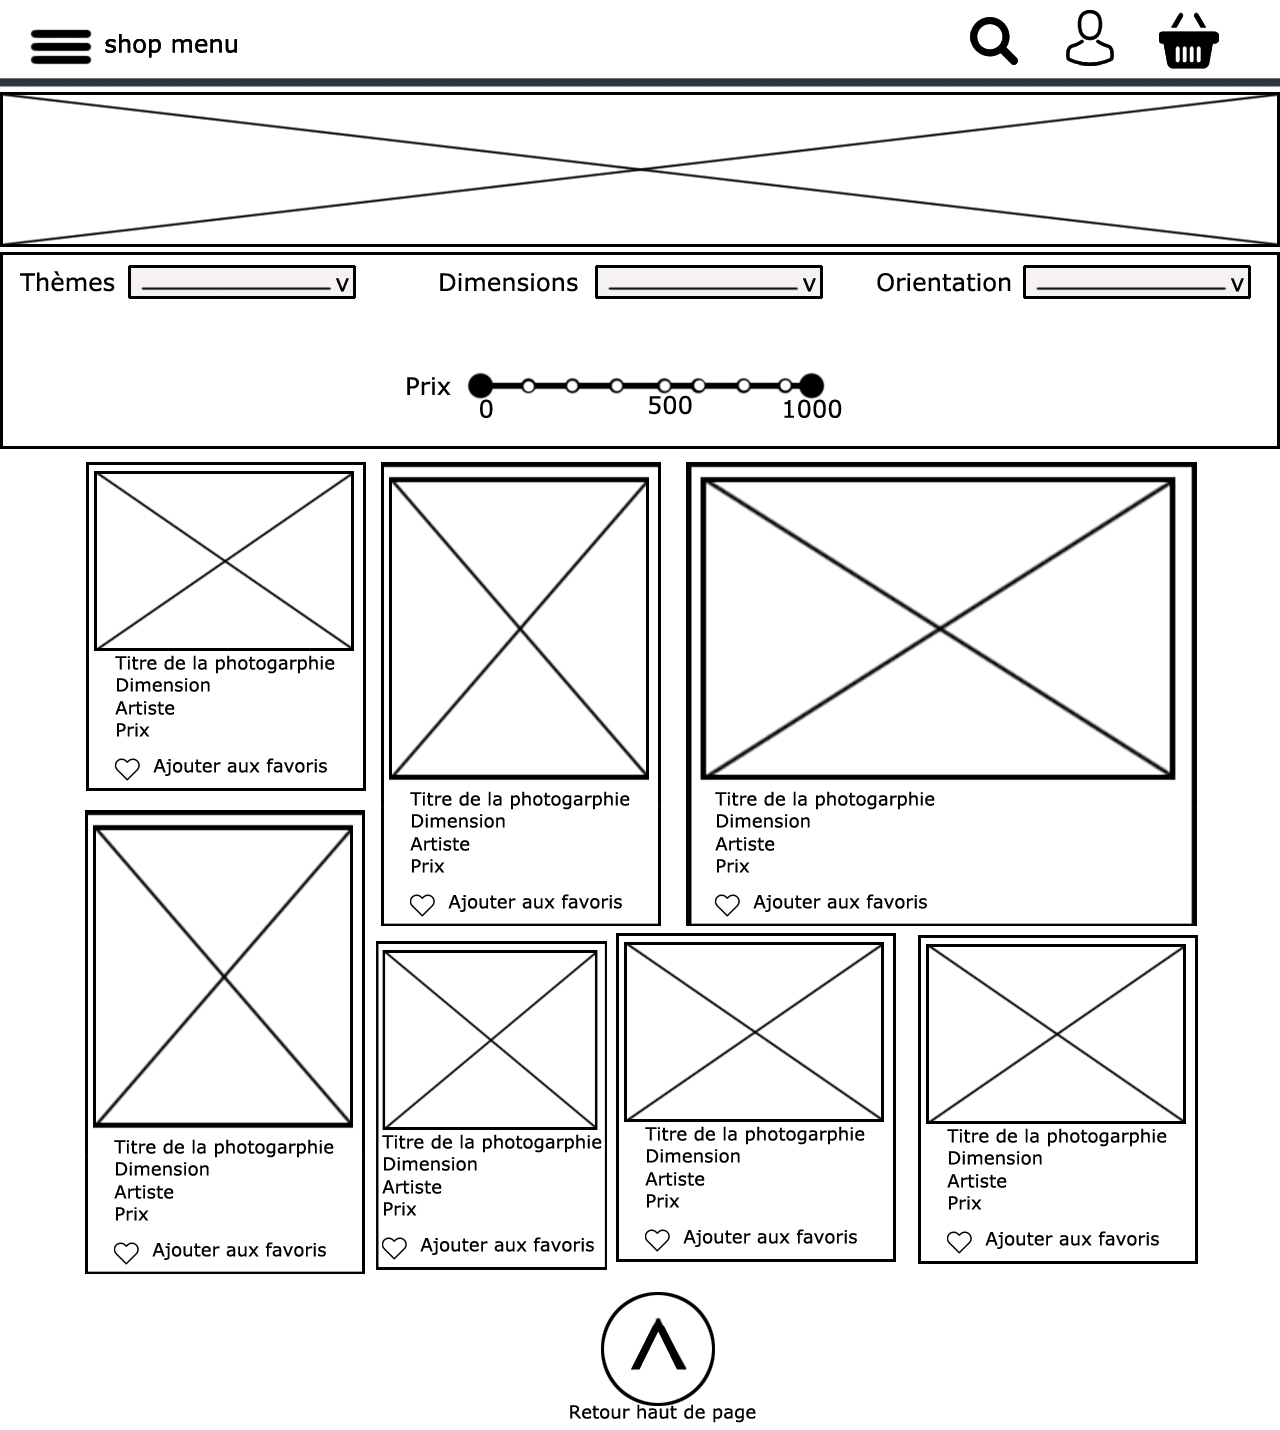 shop menu
Thèmes v Dimensions v Orientation v
Prix
0 500 1000
Titre de la photogarphie
Dimension
Artiste
Prix
Ajouter aux favoris
Titre de la photogarphie
Dimension
Artiste
Prix
Ajouter aux favoris
Titre de la photogarphie
Dimension
Artiste
Prix
Ajouter aux favoris
Titre de la photogarphie
Dimension
Artiste
Prix
Ajouter aux favoris
Titre de la photogarphie
Dimension
Artiste
Prix
Ajouter aux favoris
Titre de la photogarphie
Dimension
Artiste
Prix
Ajouter aux favoris
Titre de la photogarphie
Dimension
Artiste
Prix
Ajouter aux favoris
Retour haut de page